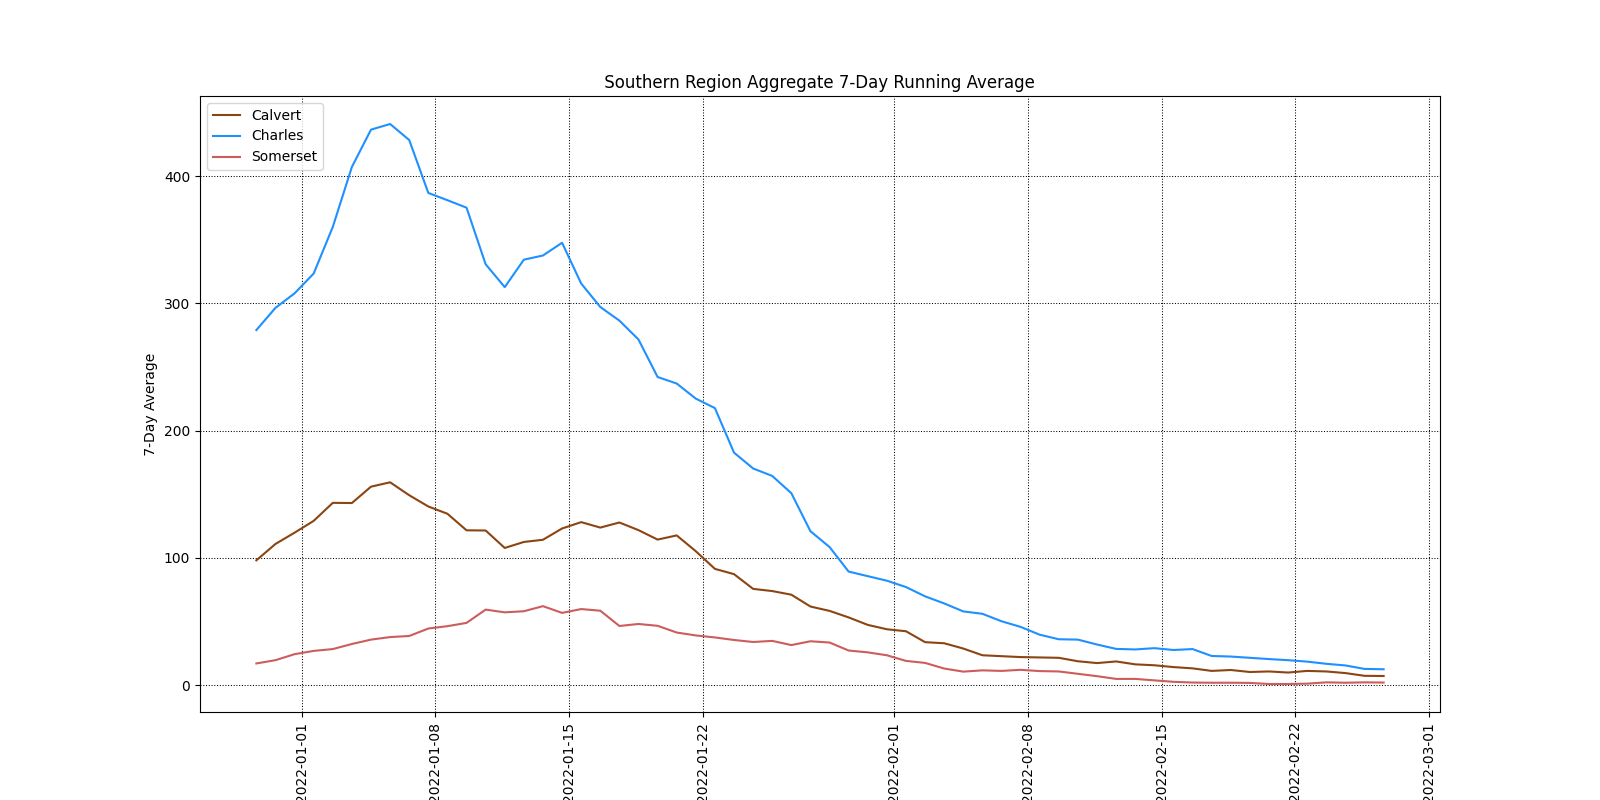 Southern Region Aggregate 7-Day Running Average
Calvert
Charles
Somerset
7-Day Average
400
300
200
100
0
2022-01-01
2022-01-08
2022-01-15
2022-01-22
2022-02-01
2022-02-08
2022-02-15
2022-02-22
2022-03-01